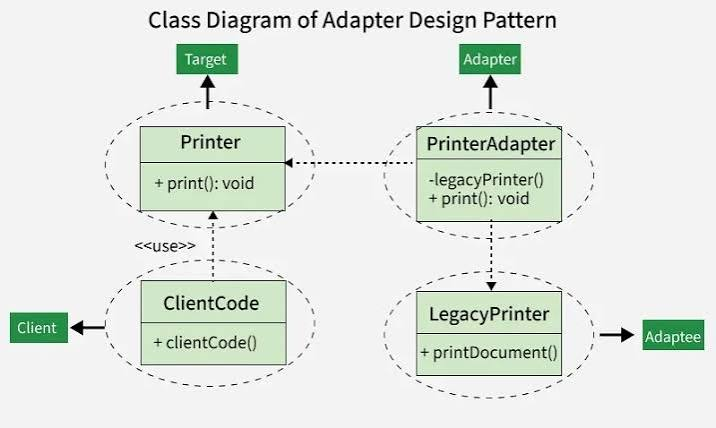 Class Diagram of Adapter Design Pattern
Target
Adapter
Printer
+ print(): void
PrinterAdapter
-legacyPrinter()
+ print(): void
<<use>>
ClientCode
+ clientCode()
LegacyPrinter
+ printDocument()
Client
Adaptee